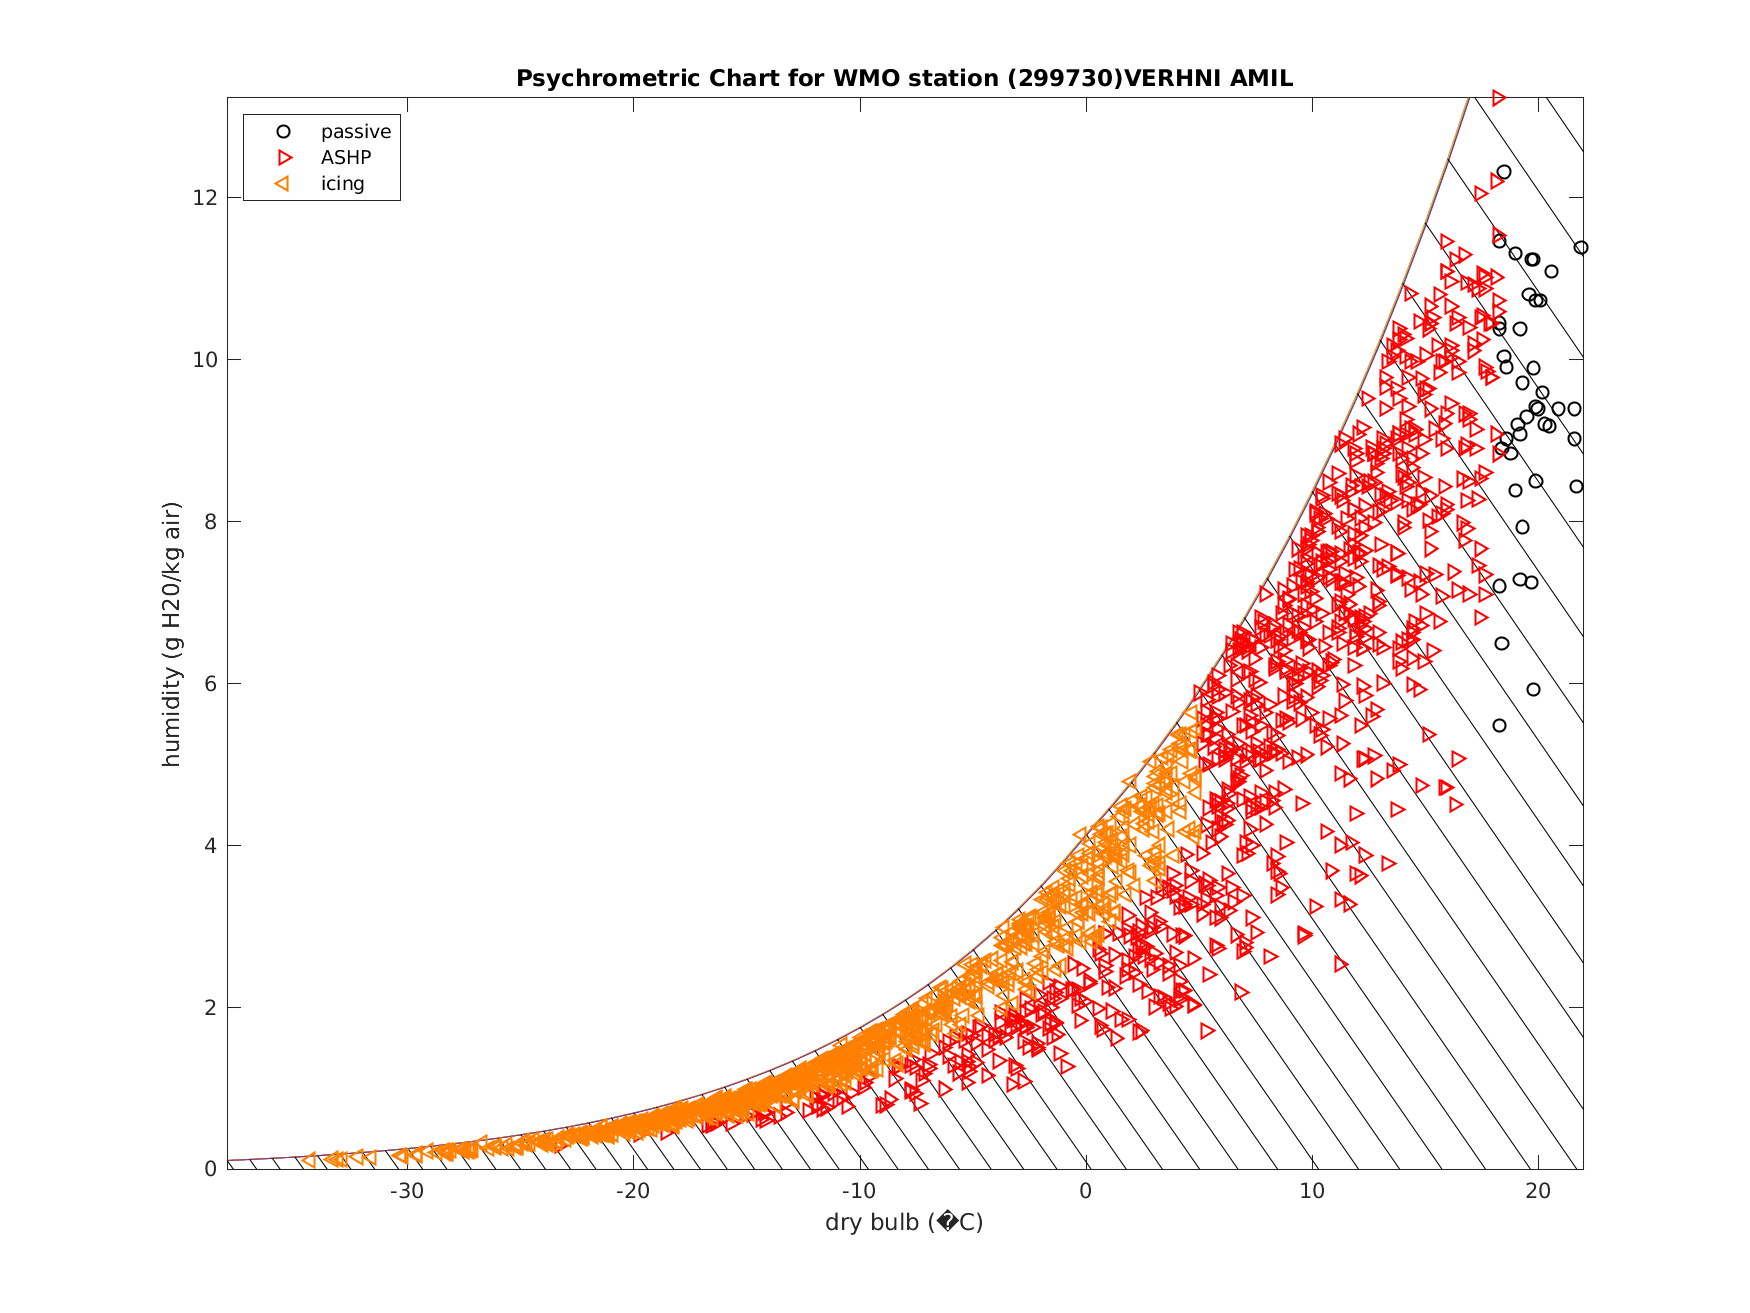 Psychrometric Chart for WMO station (299730)VERHNI AMIL
passive
ASHP
icing
12
10
8
6
4
2
0
humidity (g H20/kg air)
-30 -20 -10 0 10 20
dry bulb (�C)